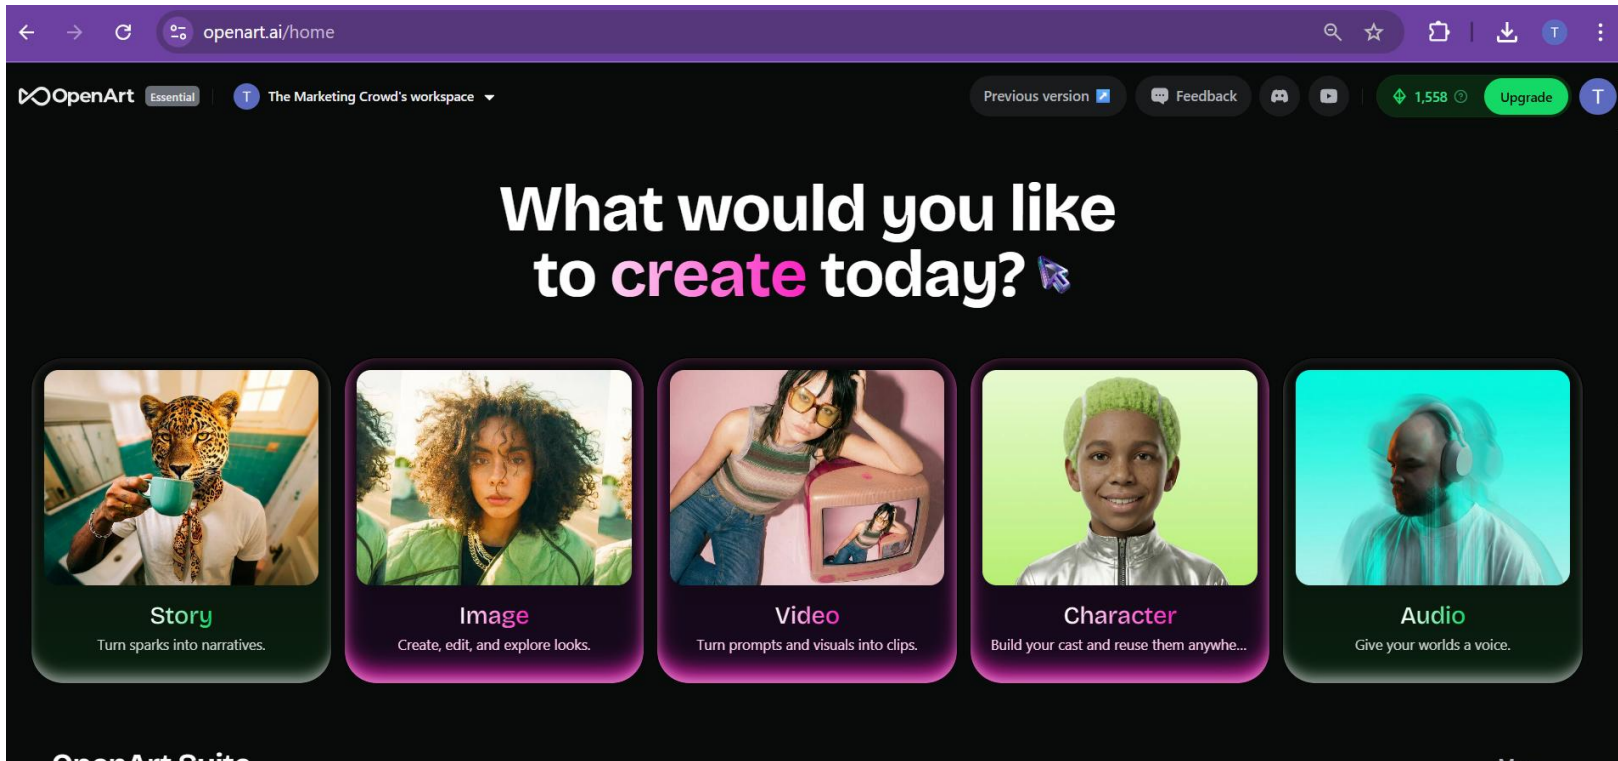 openart.ai/home
T
OpenArt Essential T The Marketing Crowd's workspace Previous version Feedback 1,558 Upgrade T
What would you like
to create today?
Story
Turn sparks into narratives.
Image
Create, edit, and explore looks.
Video
Turn prompts and visuals into clips.
Character
Build your cast and reuse them anywhe...
Audio
Give your worlds a voice.
OpenArt Suite